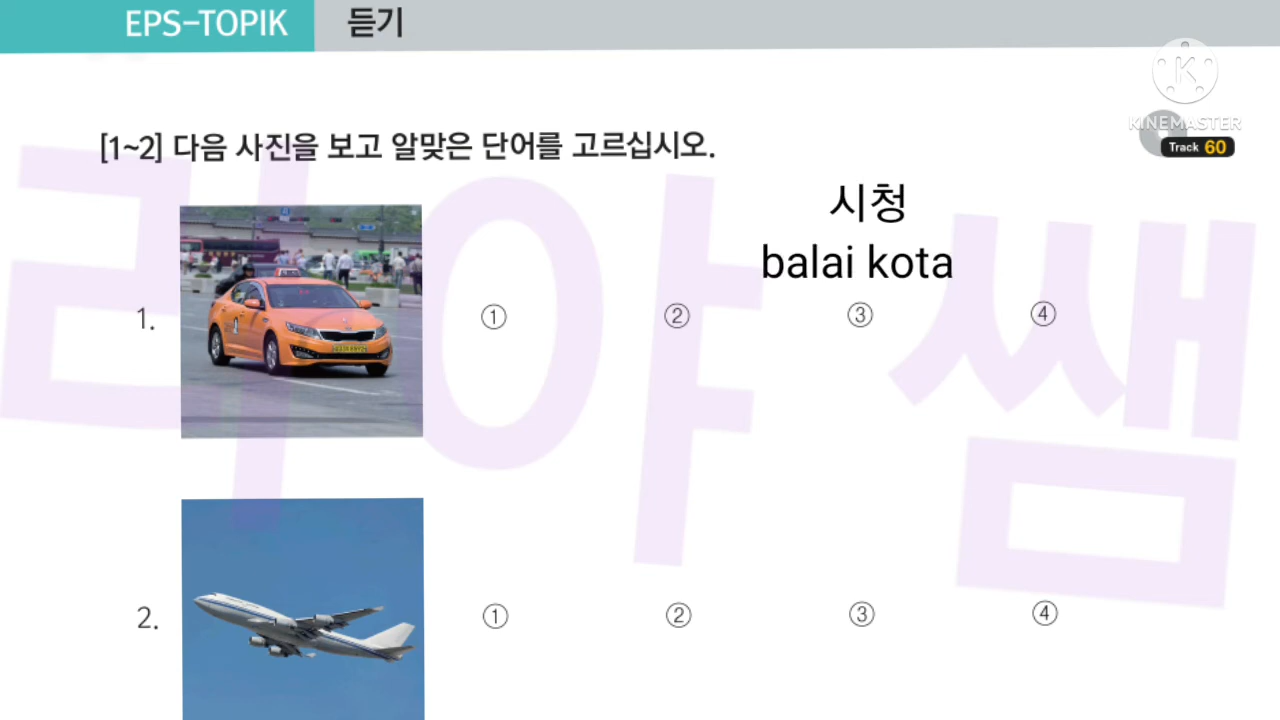 EPS-TOPIK 듣기
KINEMASTER
Track 60
[1~2] 다음 사진을 보고 알맞은 단어를 고르십시오.
시청
balai kota
1. ① ② ③ ④
2. ① ② ③ ④
라야 쌤